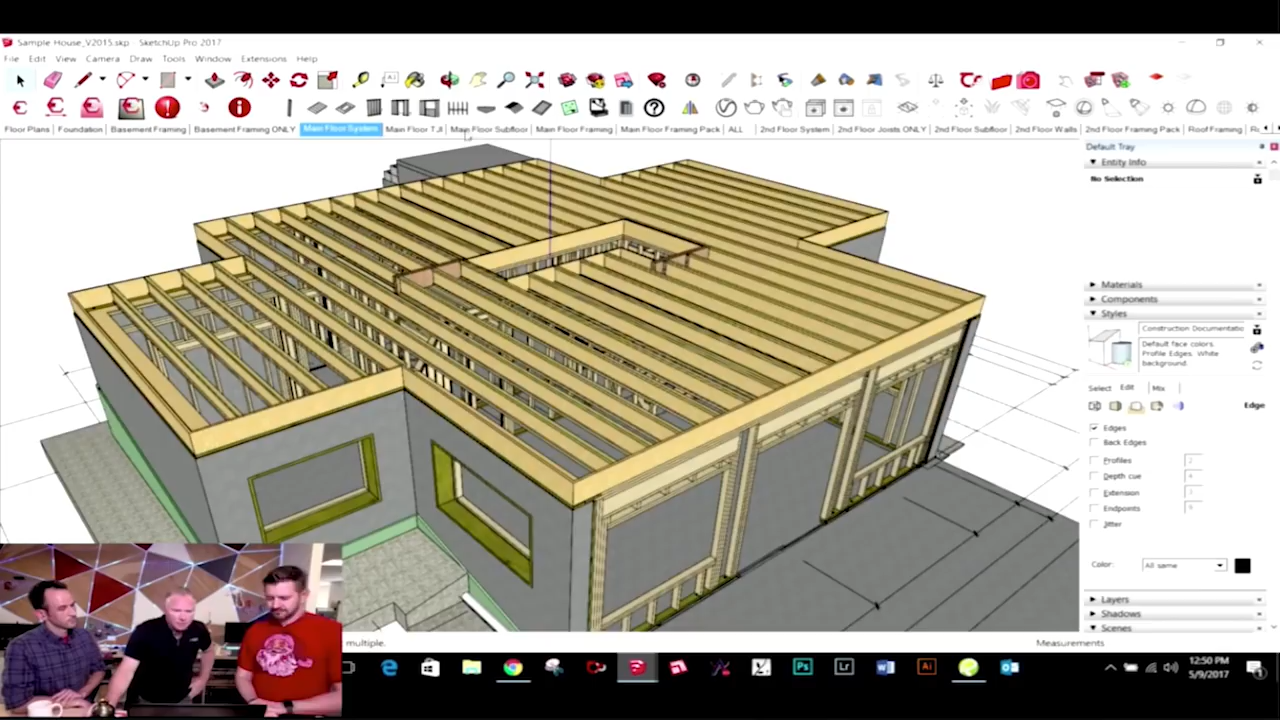 Sample House_V2015.skp - SketchUp Pro 2017
File Edit View Camera Draw Tools Window Extensions Help
Floor Plans Foundation Basement Framing Basement Framing ONLY Main Floor System Main Floor TJI Main Floor Subfloor Main Floor Framing Main Floor Framing Pack ALL 2nd Floor System 2nd Floor Joists ONLY 2nd Floor Subfloor 2nd Floor Walls 2nd Floor Framing Pack Roof Framing
Default Tray
Entity Info
No Selection
Materials
Components
Styles
Construction Documentatio
Default face colors.
Profile Edges. White
background.
Select Edit Mix
Edge
Edges
Back Edges
Profiles
Depth cue
Extension
Endpoints
Jitter
Color: All same
Layers
Shadows
Scenes
multiple.
Measurements
Ps Lr Ai
12:50 PM
5/9/2017